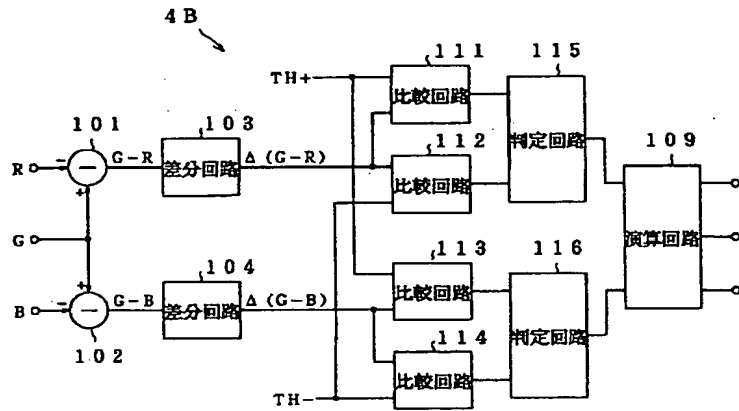 4B
111
115
TH+
比較回路
101
103
112
判定回路
109
R
−
−
G-R
差分回路
Δ(G-R)
比較回路
+
G
演算回路
113
116
+
104
比較回路
B
−
−
G-B
差分回路
Δ(G-B)
判定回路
102
114
比較回路
TH-